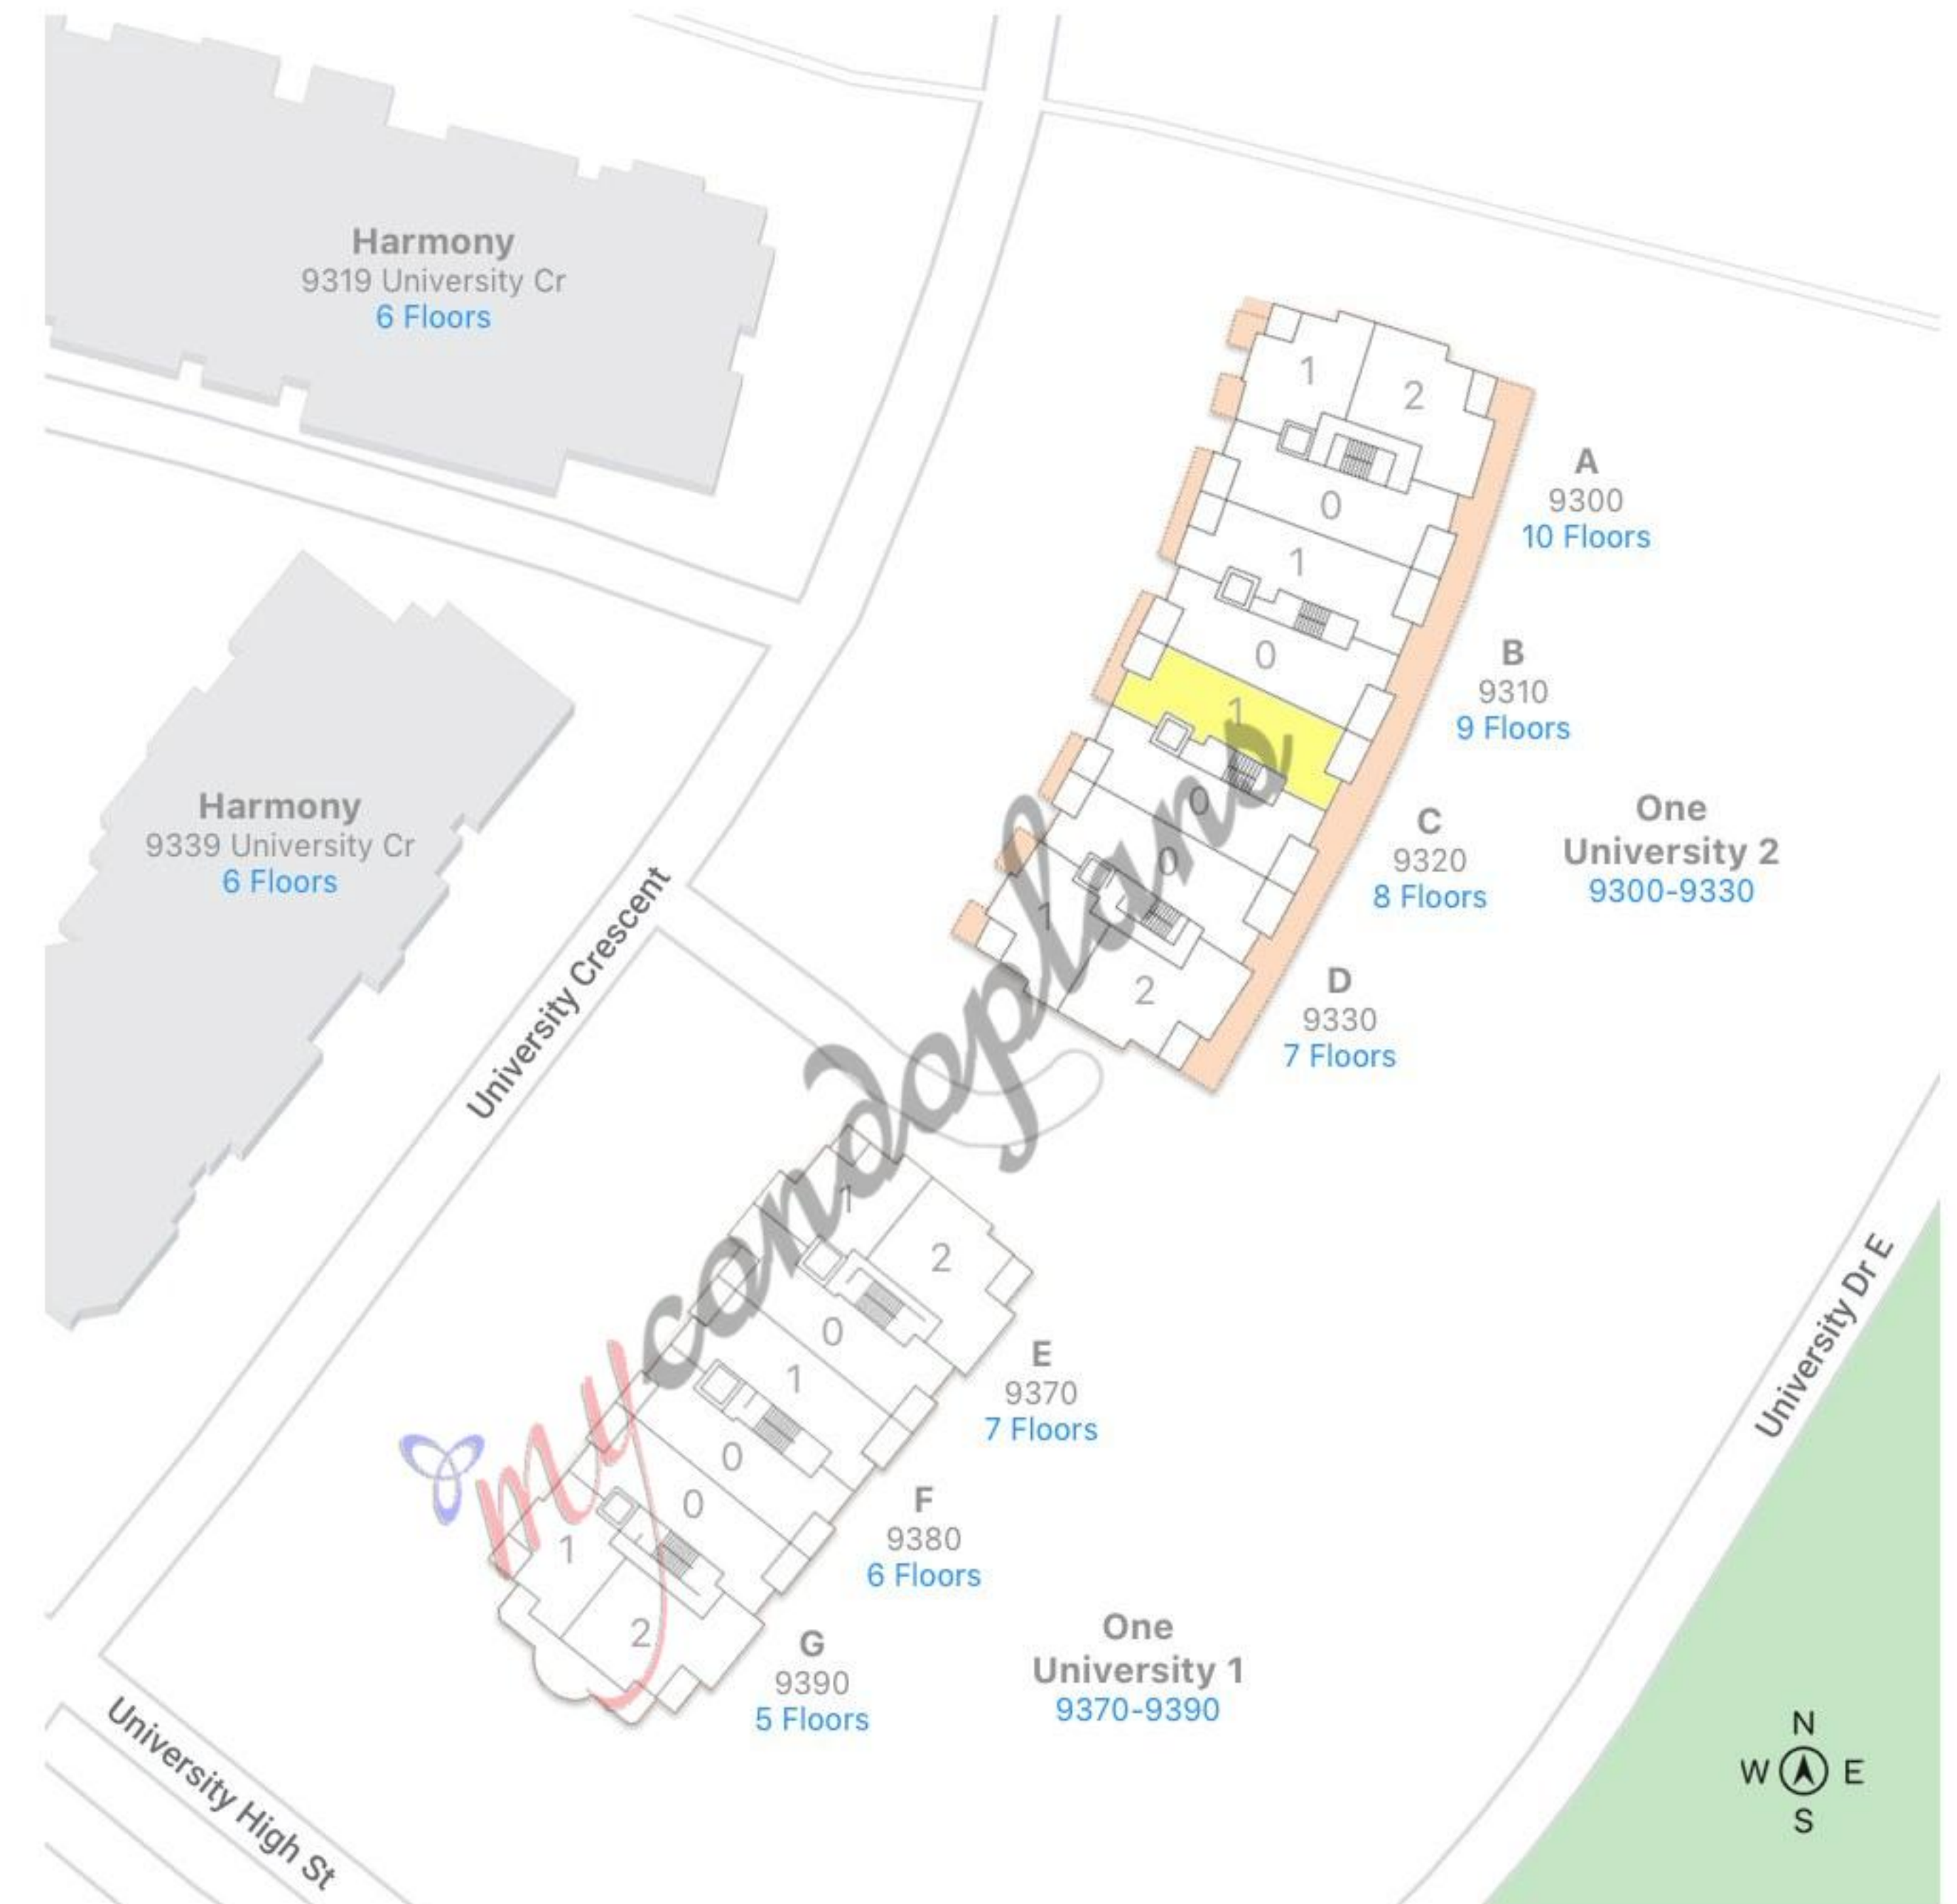 Harmony
9319 University Cr
6 Floors
1
2
A
9300
10 Floors
0
1
B
9310
9 Floors
0
1
Harmony
9339 University Cr
6 Floors
C
9320
8 Floors
0
0
One
University 2
9300-9330
University Crescent
1
2
D
9330
7 Floors
mycondoplans
1
2
0
1
E
9370
7 Floors
University Dr E
0
0
F
9380
6 Floors
1
2
G
9390
5 Floors
One
University 1
9370-9390
University High St
N
W E
S